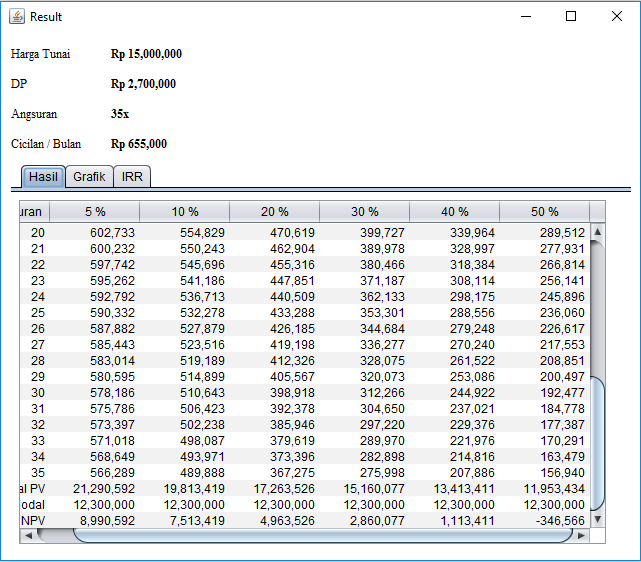 Result
Harga Tunai Rp 15,000,000
DP Rp 2,700,000
Angsuran 35x
Cicilan / Bulan Rp 655,000
Hasil Grafik IRR
uran 5 % 10 % 20 % 30 % 40 % 50 %
20 602,733 554,829 470,619 399,727 339,964 289,512
21 600,232 550,243 462,904 389,978 328,997 277,931
22 597,742 545,696 455,316 380,466 318,384 266,814
23 595,262 541,186 447,851 371,187 308,114 256,141
24 592,792 536,713 440,509 362,133 298,175 245,896
25 590,332 532,278 433,288 353,301 288,556 236,060
26 587,882 527,879 426,185 344,684 279,248 226,617
27 585,443 523,516 419,198 336,277 270,240 217,553
28 583,014 519,189 412,326 328,075 261,522 208,851
29 580,595 514,899 405,567 320,073 253,086 200,497
30 578,186 510,643 398,918 312,266 244,922 192,477
31 575,786 506,423 392,378 304,650 237,021 184,778
32 573,397 502,238 385,946 297,220 229,376 177,387
33 571,018 498,087 379,619 289,970 221,976 170,291
34 568,649 493,971 373,396 282,898 214,816 163,479
35 566,289 489,888 367,275 275,998 207,886 156,940
al PV 21,290,592 19,813,419 17,263,526 15,160,077 13,413,411 11,953,434
odal 12,300,000 12,300,000 12,300,000 12,300,000 12,300,000 12,300,000
NPV 8,990,592 7,513,419 4,963,526 2,860,077 1,113,411 -346,566